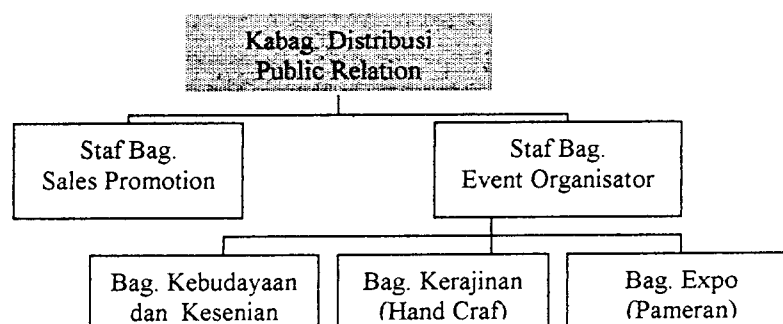 Kabag. Distribusi
Public Relation
Staf Bag.
Sales Promotion
Staf Bag.
Event Organisator
Bag. Kebudayaan
dan Kesenian
Bag. Kerajinan
(Hand Craf)
Bag. Expo
(Pameran)